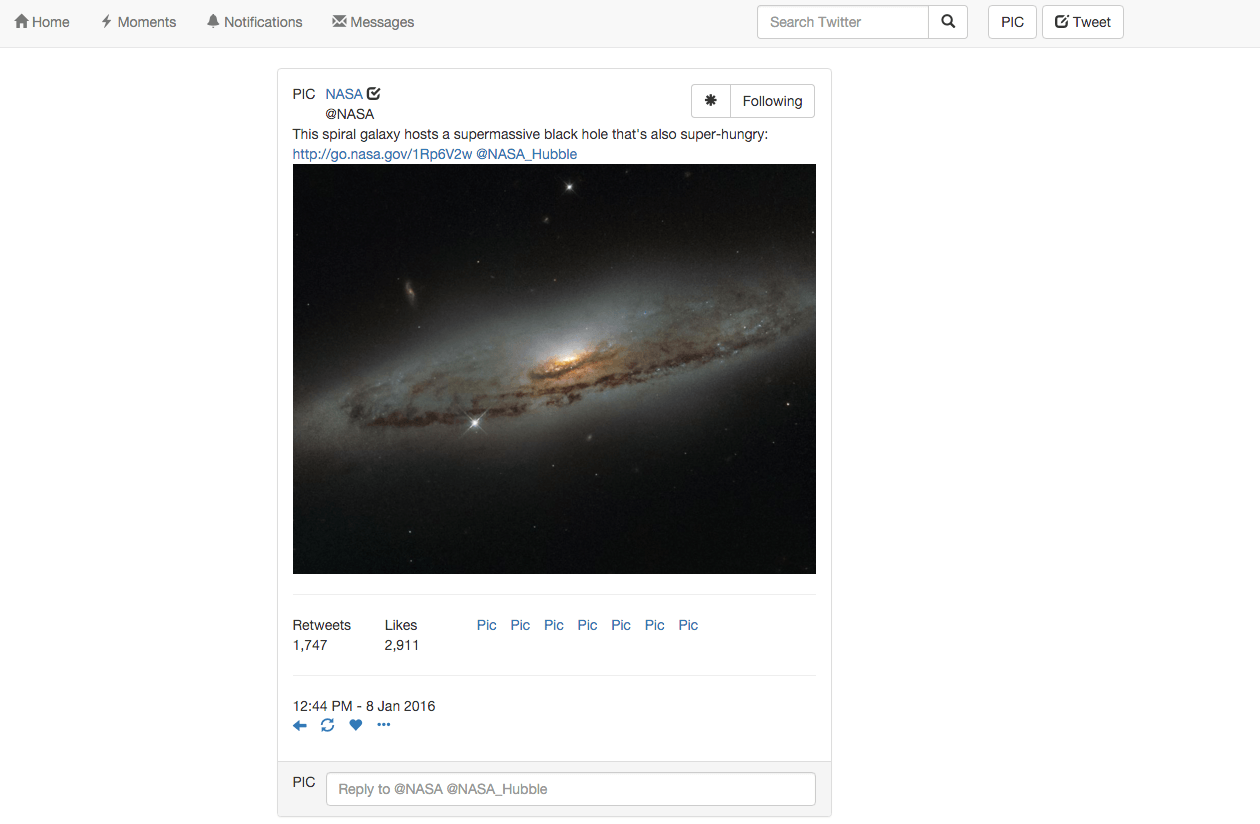 Home Moments Notifications Messages Search Twitter PIC Tweet
PIC NASA Following
@NASA
This spiral galaxy hosts a supermassive black hole that's also super-hungry:
http://go.nasa.gov/1Rp6V2w @NASA_Hubble
Retweets Likes Pic Pic Pic Pic Pic Pic Pic
1,747 2,911
12:44 PM - 8 Jan 2016
PIC Reply to @NASA @NASA_Hubble